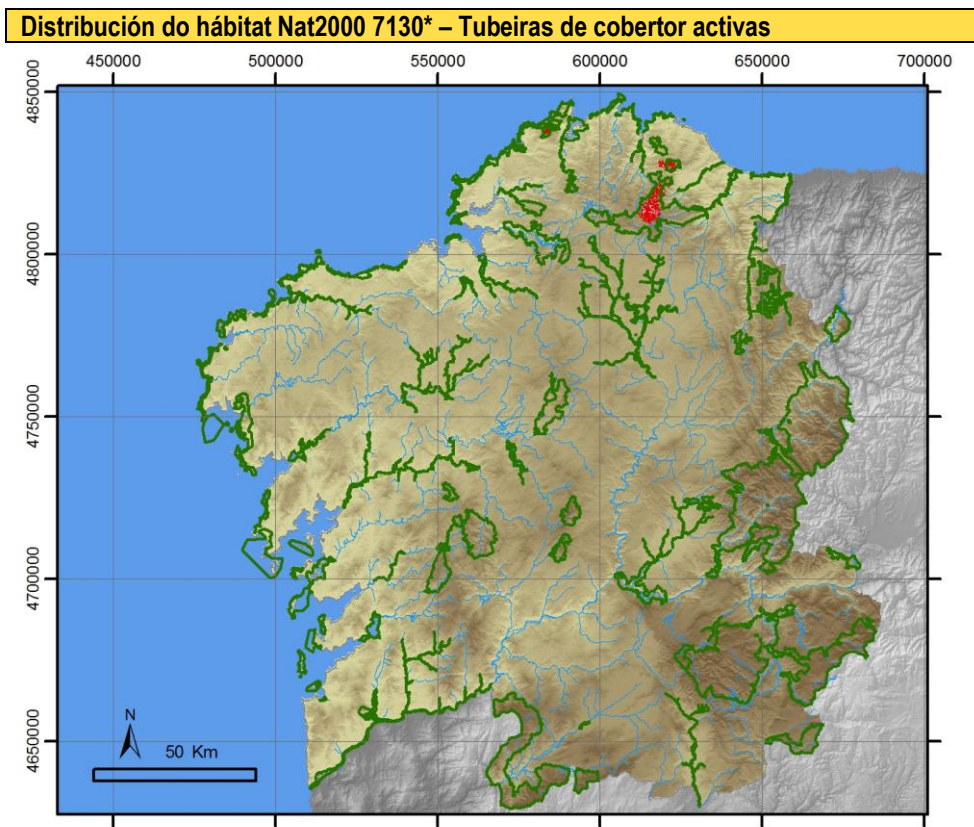 Distribución do hábitat Nat2000 7130* – Tubeiras de cobertor activas
450000 500000 550000 600000 650000 700000
4850000
4800000
4750000
4700000
4650000
N
50 Km